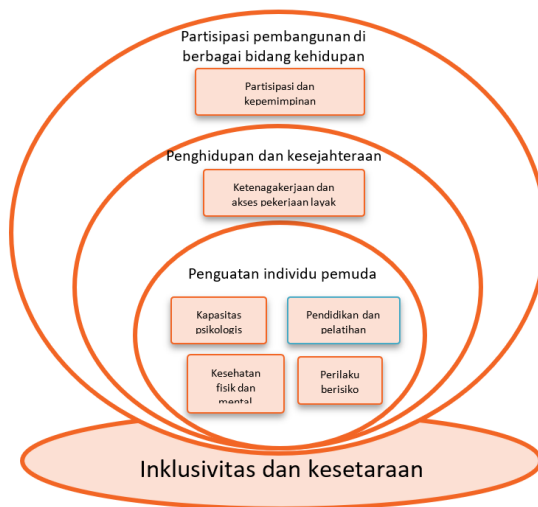 Partisipasi pembangunan di
berbagai bidang kehidupan
Partisipasi dan
kepemimpinan
Penghidupan dan kesejahteraan
Ketenagakerjaan dan
akses pekerjaan layak
Penguatan individu pemuda
Kapasitas
psikologis
Pendidikan dan
pelatihan
Kesehatan
fisik dan
mental
Perilaku
berisiko
Inklusivitas dan kesetaraan